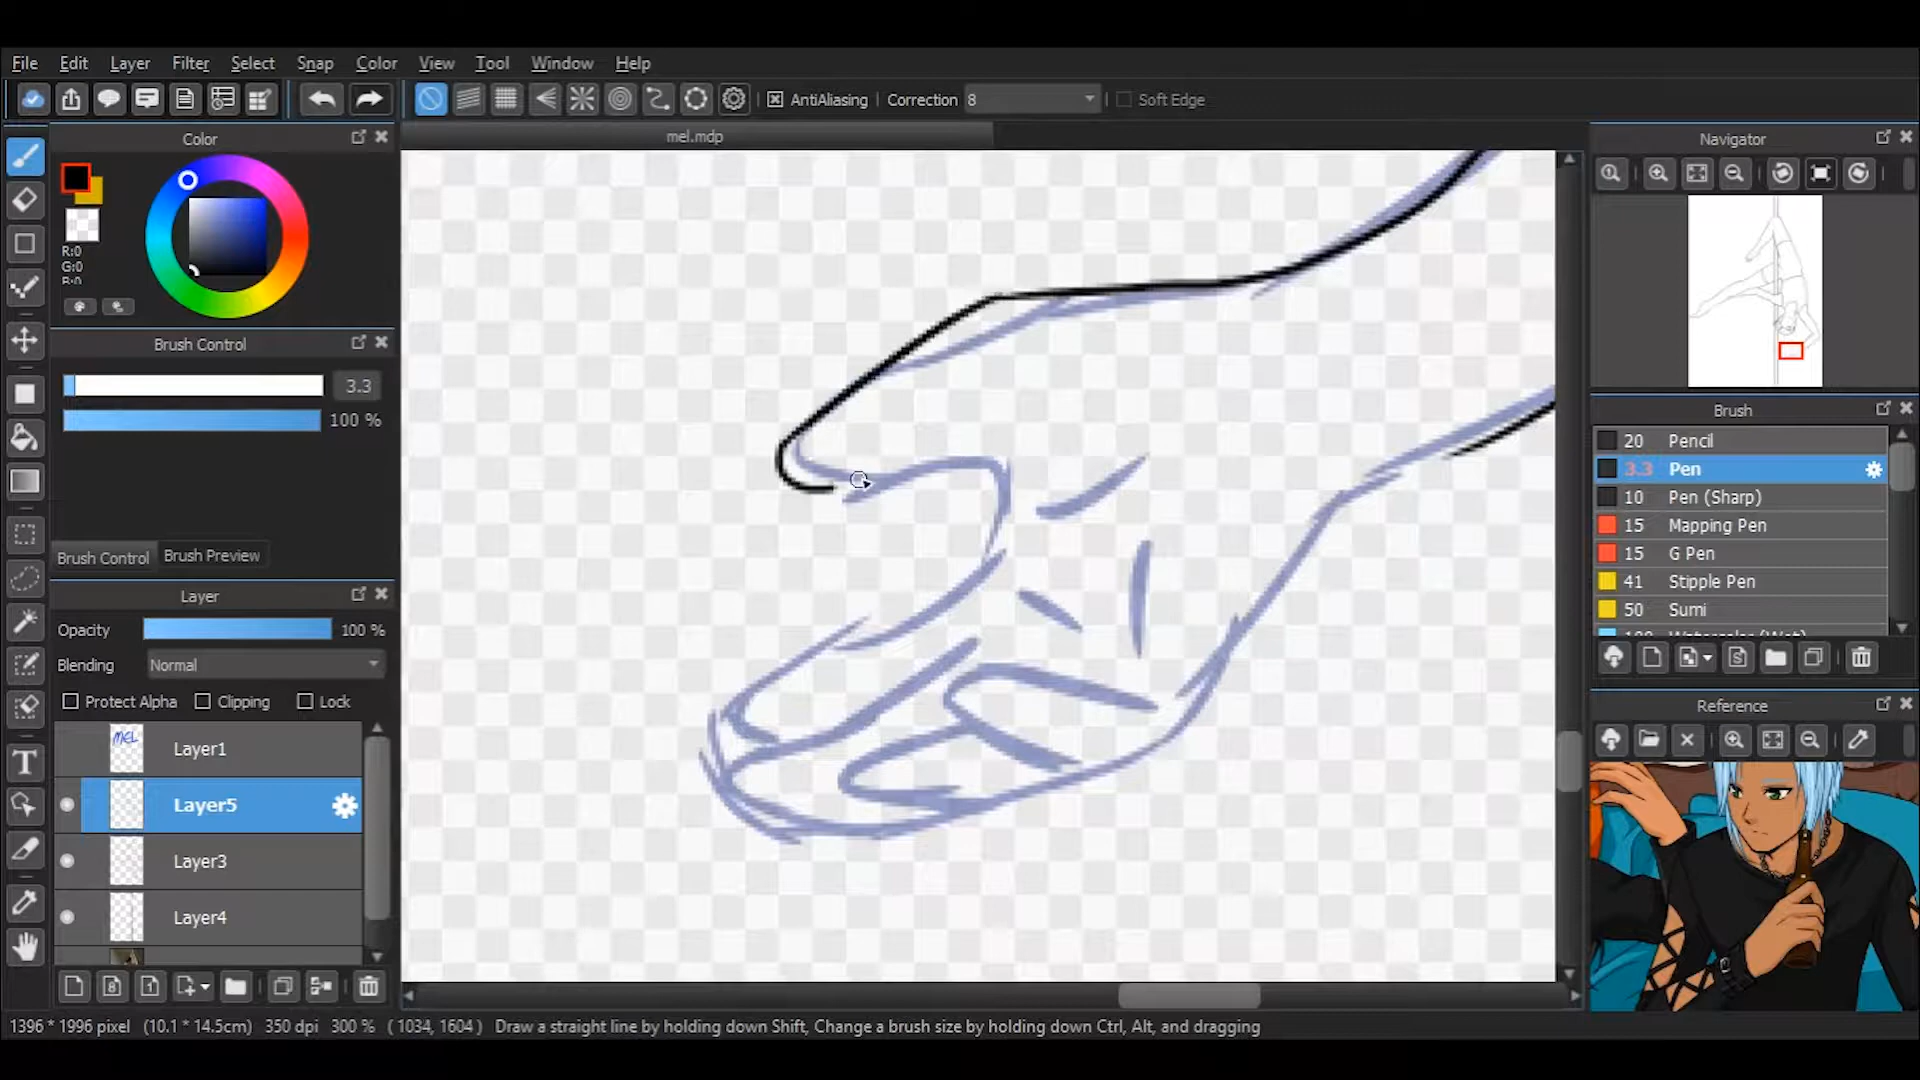 File Edit Layer Filter Select Snap Color View Tool Window Help
AntiAliasing Correction 8 Soft Edge
Color
mel.mdp
Navigator
R:0
G:0
B:0
Brush Control
3.3
100 %
Brush Control Brush Preview
Layer
Opacity 100 %
Blending Normal
Protect Alpha Clipping Lock
MEL Layer1
Layer5
Layer3
Layer4
Brush
20 Pencil
3.3 Pen
10 Pen (Sharp)
15 Mapping Pen
15 G Pen
41 Stipple Pen
50 Sumi
Reference
1396 * 1996 pixel (10.1 * 14.5cm) 350 dpi 300 % ( 1034, 1604 ) Draw a straight line by holding down Shift, Change a brush size by holding down Ctrl, Alt, and dragging